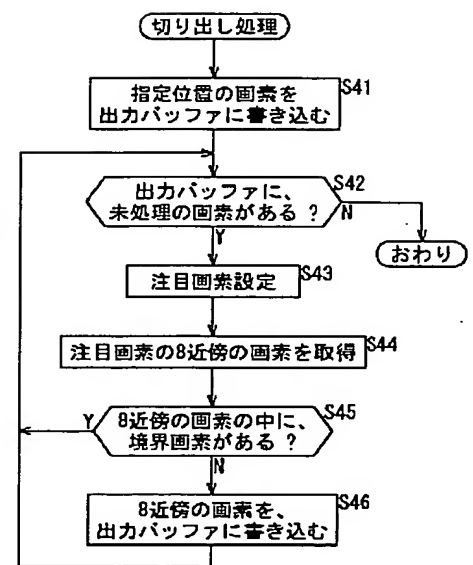 切り出し処理
指定位置の画素を
出力バッファに書き込む
S41
出力バッファに、
未処理の画素がある ?
S42
N
Y
おわり
注目画素設定
S43
注目画素の8近傍の画素を取得
S44
8近傍の画素の中に、
境界画素がある ?
S45
Y
N
8近傍の画素を、
出力バッファに書き込む
S46